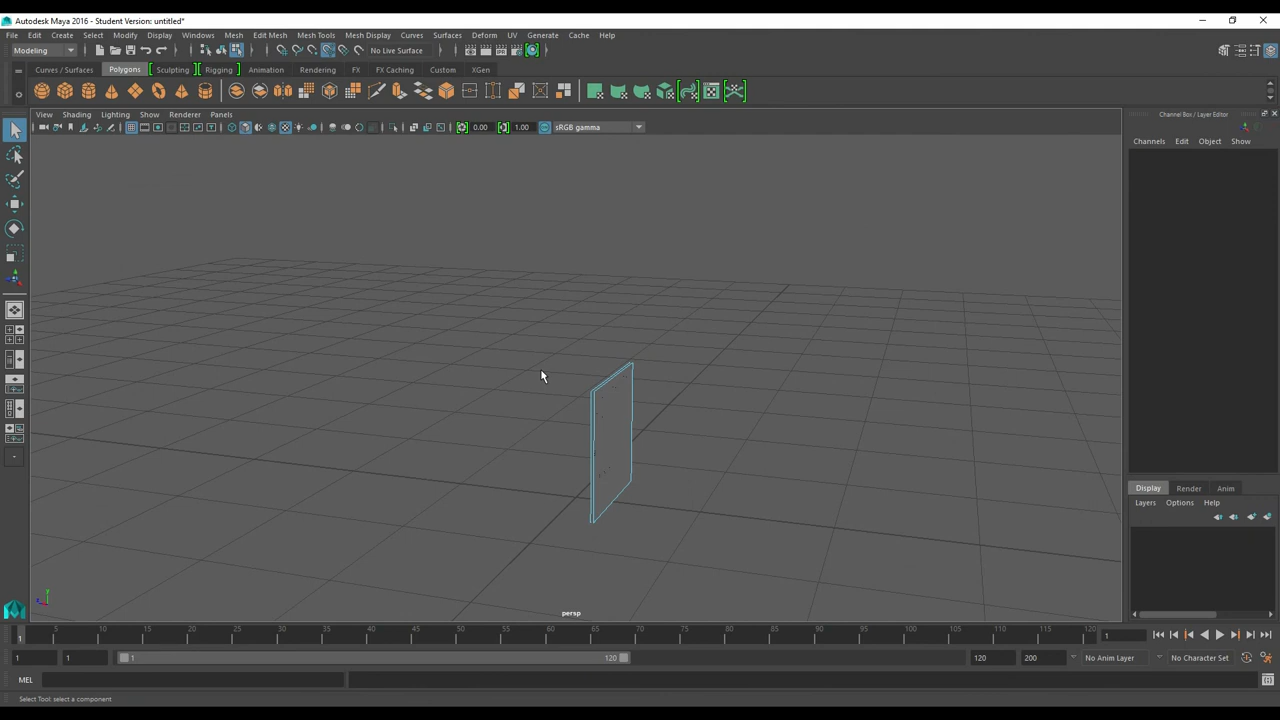 Autodesk Maya 2016 - Student Version: untitled*
File Edit Create Select Modify Display Windows Mesh Edit Mesh Mesh Tools Mesh Display Curves Surfaces Deform UV Generate Cache Help
Modeling No Live Surface
Curves / Surfaces Polygons Sculpting Rigging Animation Rendering FX FX Caching Custom XGen
View Shading Lighting Show Renderer Panels
0.00 1.00 sRGB gamma
Channel Box / Layer Editor
Channels Edit Object Show
persp
Display Render Anim
Layers Options Help
1 5 10 15 20 25 30 35 40 45 50 55 60 65 70 75 80 85 90 95 100 105 110 115 120 1
1 1 1 120 120 200 No Anim Layer No Character Set
MEL
Select Tool: select a component